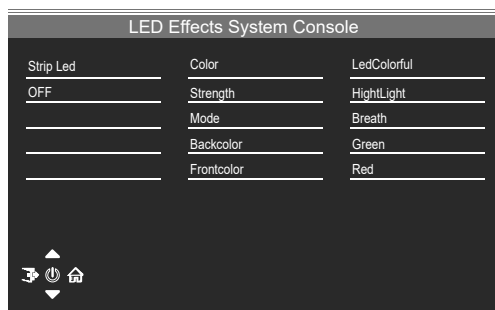 LED Effects System Console
Strip Led Color LedColorful
OFF Strength HightLight
Mode Breath
Backcolor Green
Frontcolor Red